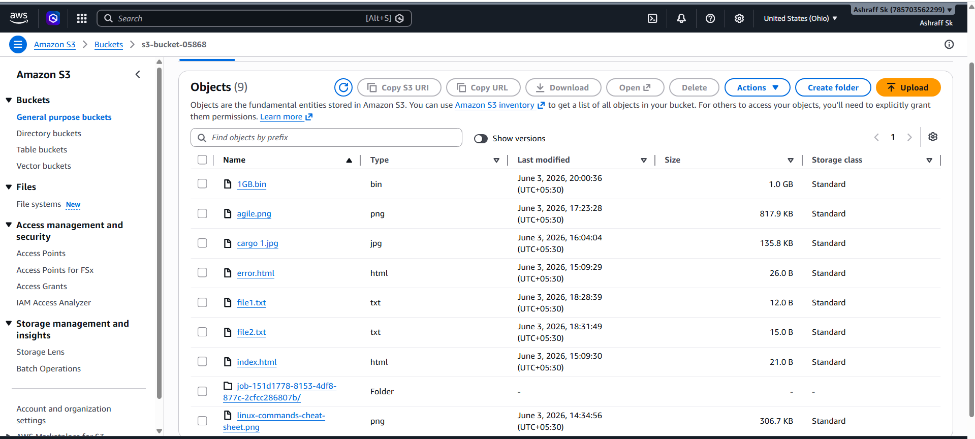 aws
Search
[Alt+S]
United States (Ohio)
Ashraff Sk (785703562299)
Ashraff Sk
Amazon S3
Buckets
s3-bucket-05868
Amazon S3
Buckets
General purpose buckets
Directory buckets
Table buckets
Vector buckets
Files
File systems New
Access management and
security
Access Points
Access Points for FSx
Access Grants
IAM Access Analyzer
Storage management and
insights
Storage Lens
Batch Operations
Account and organization
settings
AWS Marketplace for S3
Objects (9)
Copy S3 URI
Copy URL
Download
Open
Delete
Actions
Create folder
Upload
Objects are the fundamental entities stored in Amazon S3. You can use Amazon S3 inventory to get a list of all objects in your bucket. For others to access your objects, you'll need to explicitly grant
them permissions. Learn more
Find objects by prefix
Show versions
1
Name Type Last modified Size Storage class
1GB.bin bin June 3, 2026, 20:00:36 1.0 GB Standard
(UTC+05:30)
agile.png png June 3, 2026, 17:23:28 817.9 KB Standard
(UTC+05:30)
cargo 1.jpg jpg June 3, 2026, 16:04:04 135.8 KB Standard
(UTC+05:30)
error.html html June 3, 2026, 15:09:29 26.0 B Standard
(UTC+05:30)
file1.txt txt June 3, 2026, 18:28:39 12.0 B Standard
(UTC+05:30)
file2.txt txt June 3, 2026, 18:31:49 15.0 B Standard
(UTC+05:30)
index.html html June 3, 2026, 15:09:30 21.0 B Standard
(UTC+05:30)
job-151d1778-8153-4df8- Folder - - -
877c-2cfcc286807b/
linux-commands-cheat- png June 3, 2026, 14:34:56 306.7 KB Standard
sheet.png (UTC+05:30)